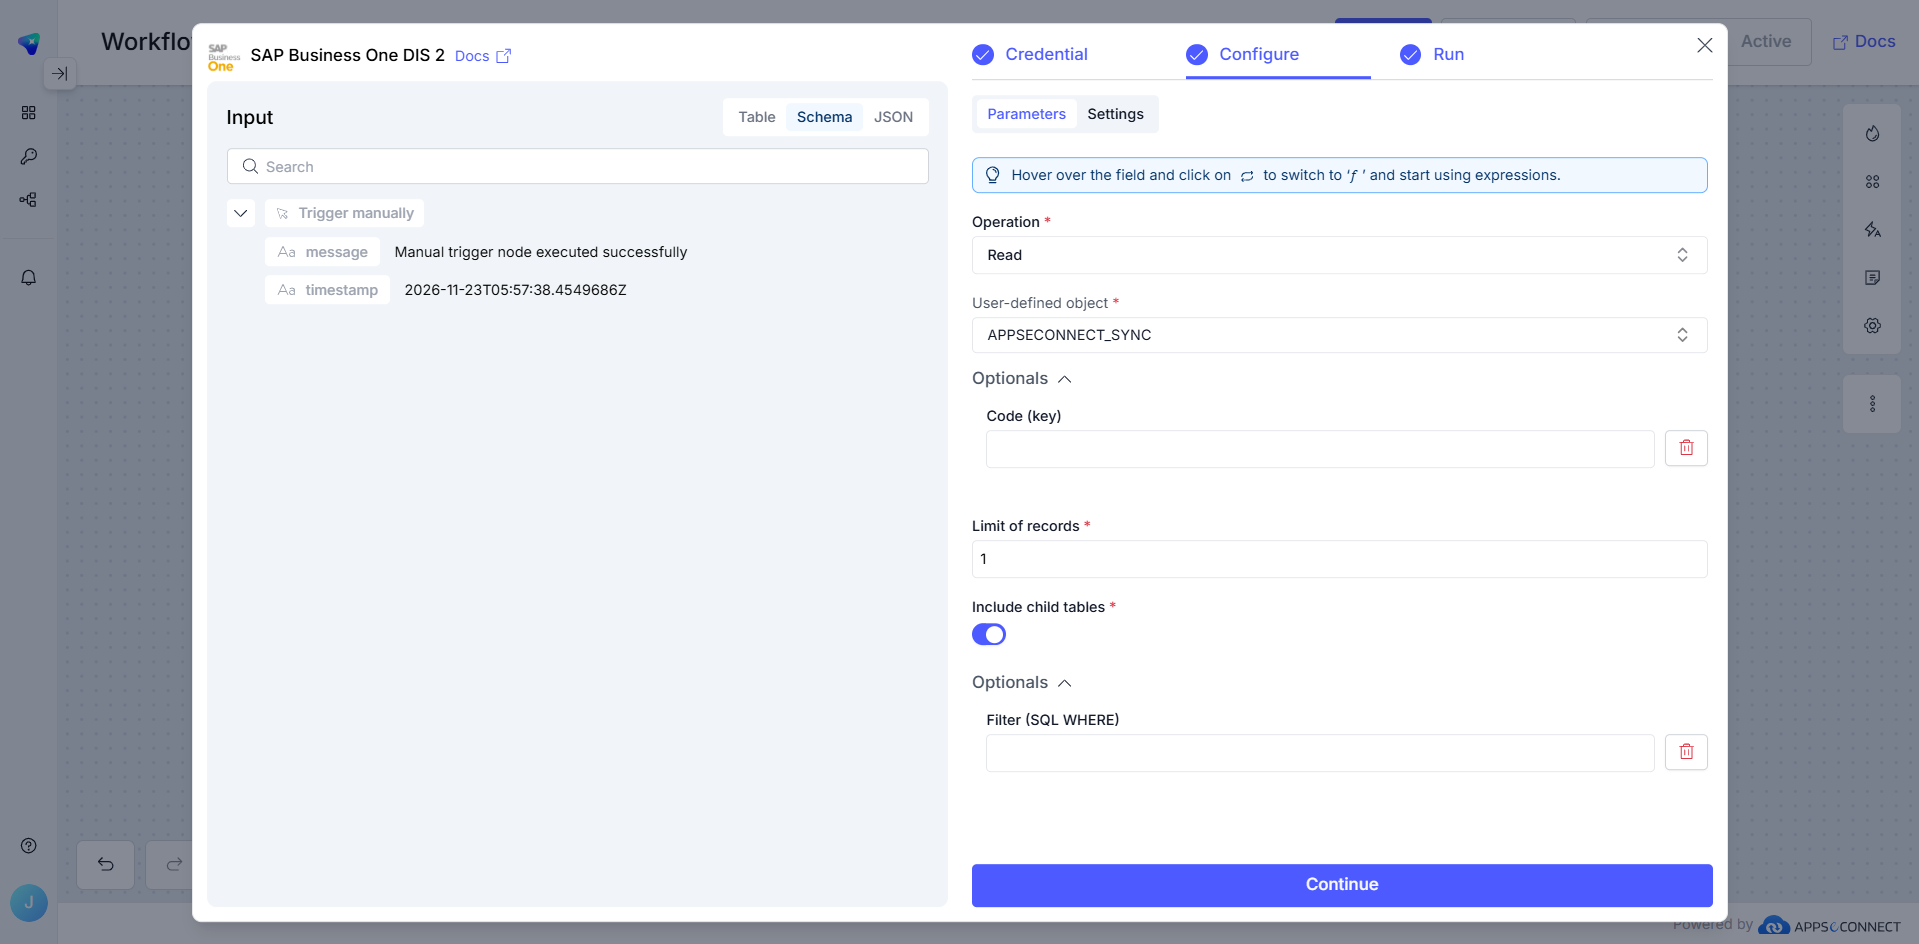 Workflo
Active
Docs
SAP
Business
One
SAP Business One DIS 2
Docs
Credential
Configure
Run
Input
Table
Schema
JSON
Search
Trigger manually
Aa message
Manual trigger node executed successfully
Aa timestamp
2026-11-23T05:57:38.4549686Z
Parameters
Settings
Hover over the field and click on to switch to ‘ƒ ’ and start using expressions.
Operation *
Read
User-defined object *
APPSECONNECT_SYNC
Optionals
Code (key)
Limit of records *
1
Include child tables *
Optionals
Filter (SQL WHERE)
Continue
J
Powered by APPSeCONNECT